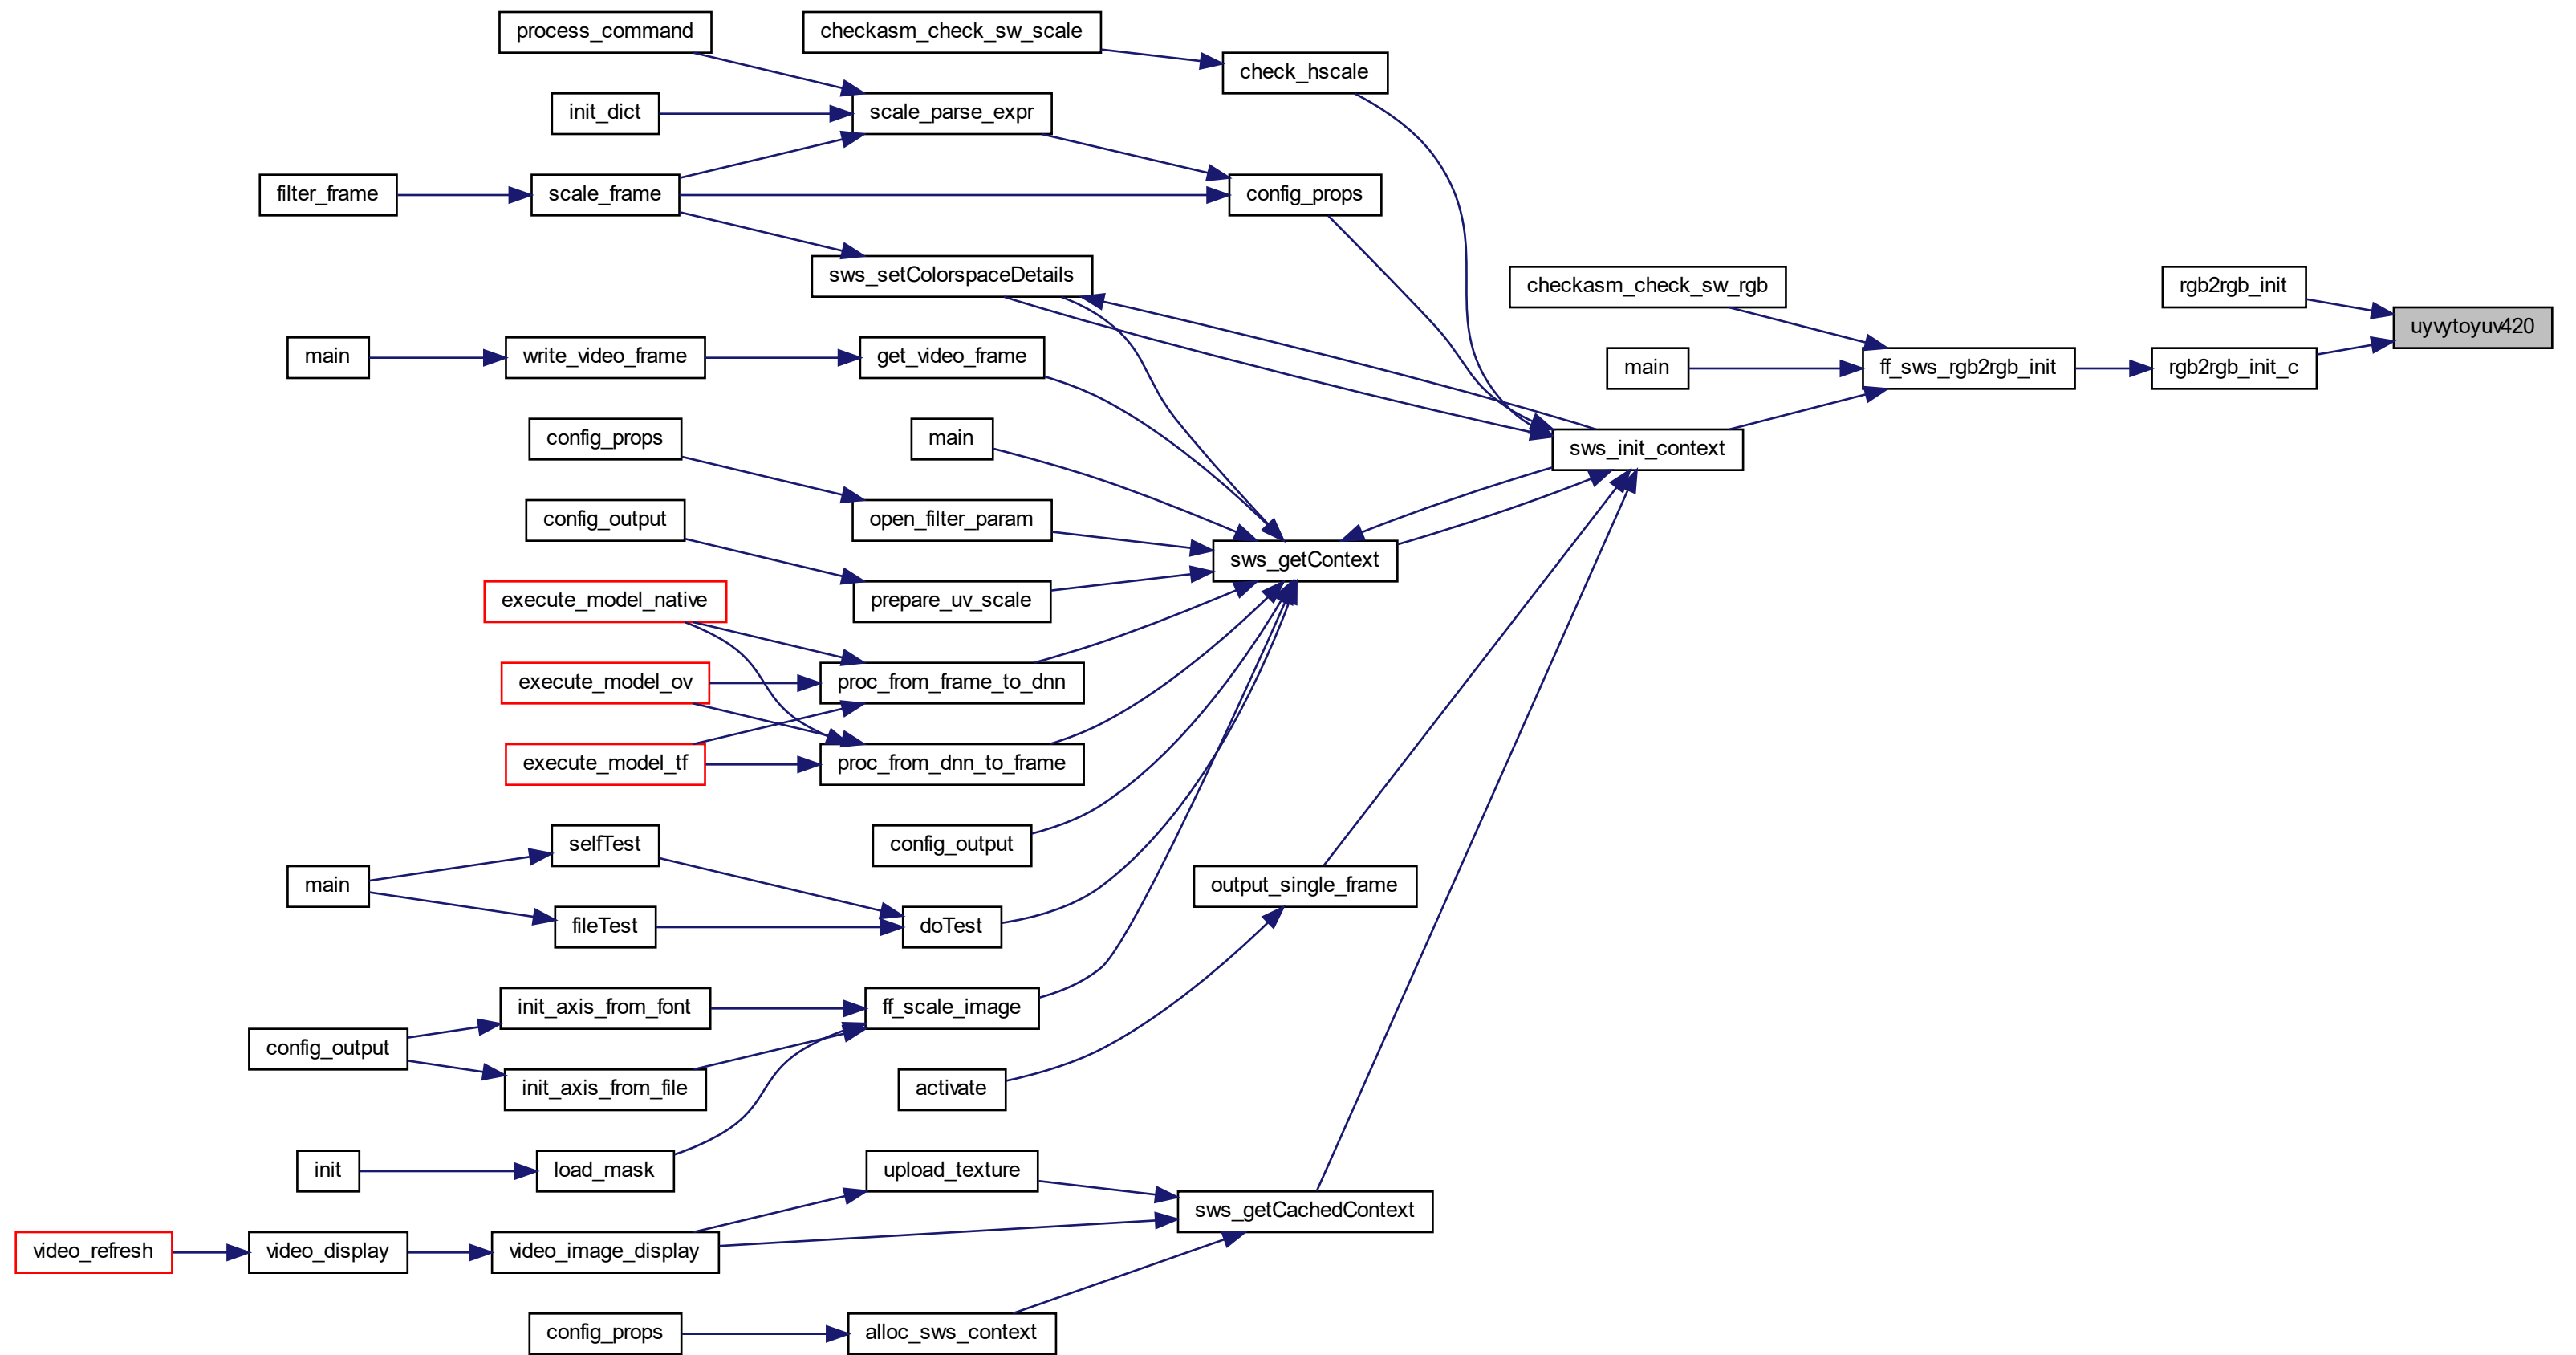 process_command
checkasm_check_sw_scale
check_hscale
init_dict
scale_parse_expr
filter_frame
scale_frame
config_props
sws_setColorspaceDetails
checkasm_check_sw_rgb
rgb2rgb_init
uyvytoyuv420
main
write_video_frame
get_video_frame
main
ff_sws_rgb2rgb_init
rgb2rgb_init_c
config_props
main
sws_init_context
config_output
open_filter_param
sws_getContext
execute_model_native
prepare_uv_scale
execute_model_ov
proc_from_frame_to_dnn
execute_model_tf
proc_from_dnn_to_frame
selfTest
config_output
main
output_single_frame
fileTest
doTest
init_axis_from_font
ff_scale_image
config_output
init_axis_from_file
activate
init
load_mask
upload_texture
sws_getCachedContext
video_refresh
video_display
video_image_display
config_props
alloc_sws_context